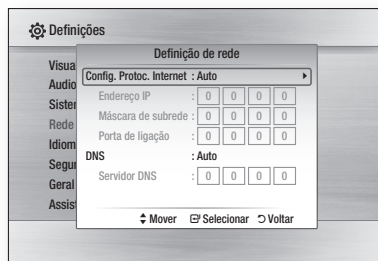 Definições
Definição de rede
Visua
Config. Protoc. Internet : Auto
Audio
Endereço IP : 0 0 0 0
Sister
Máscara de subrede : 0 0 0 0
Rede
Porta de ligação : 0 0 0 0
Idiom
DNS : Auto
Segur
Servidor DNS : 0 0 0 0
Geral
Assist
Mover Selecionar Voltar